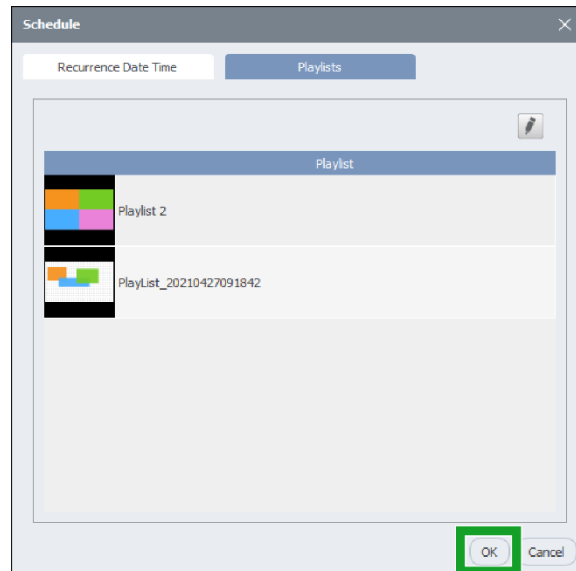 Schedule
Recurrence Date Time
Playlists
Playlist
Playlist 2
PlayList_20210427091842
OK
Cancel